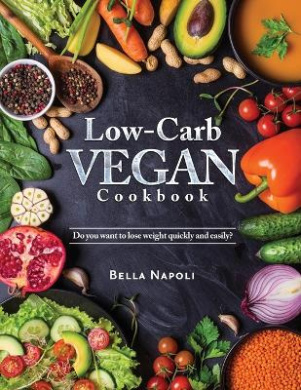 Low-Carb
VEGAN
Cookbook
Do you want to lose weight quickly and easily?
BELLA NAPOLI